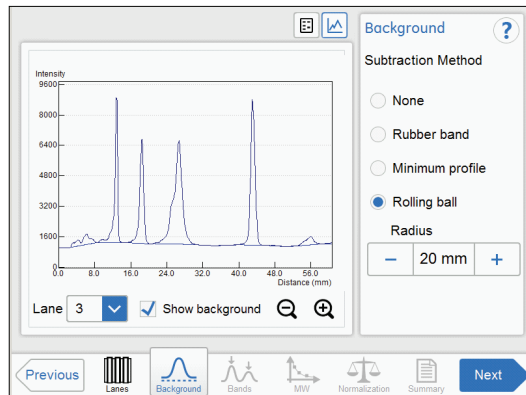 Background
?
Subtraction Method
None
Rubber band
Minimum profile
Rolling ball
Radius
− 20 mm +
Intensity
9600
8000
6400
4800
3200
1600
0.0
0.0 8.0 16.0 24.0 32.0 40.0 48.0 56.0
Distance (mm)
Lane 3 Show background
Previous Lanes Background Bands MW Normalization Summary Next